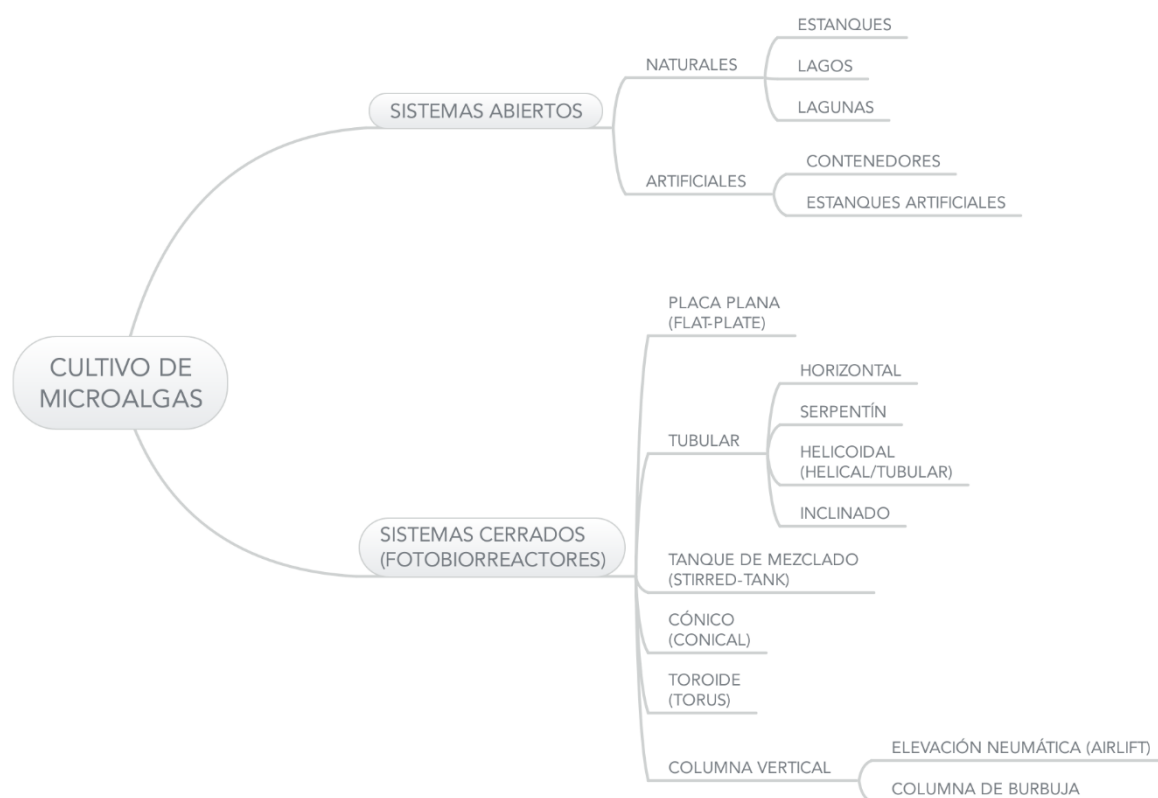 CULTIVO DE
MICROALGAS
SISTEMAS ABIERTOS
NATURALES
ESTANQUES
LAGOS
LAGUNAS
ARTIFICIALES
CONTENEDORES
ESTANQUES ARTIFICIALES
SISTEMAS CERRADOS
(FOTOBIORREACTORES)
PLACA PLANA
(FLAT-PLATE)
TUBULAR
HORIZONTAL
SERPENTÍN
HELICOIDAL
(HELICAL/TUBULAR)
INCLINADO
TANQUE DE MEZCLADO
(STIRRED-TANK)
CÓNICO
(CONICAL)
TOROIDE
(TORUS)
COLUMNA VERTICAL
ELEVACIÓN NEUMÁTICA (AIRLIFT)
COLUMNA DE BURBUJA